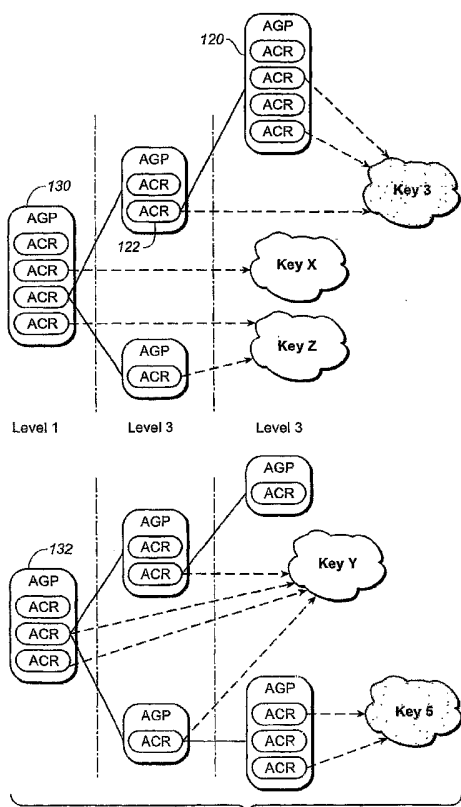 120
AGP
ACR
ACR
ACR
ACR
130
AGP
ACR
ACR
122
Key 3
AGP
ACR
ACR
ACR
ACR
Key X
Key Z
AGP
ACR
Level 1
Level 3
Level 3
AGP
ACR
132
AGP
ACR
ACR
Key Y
AGP
ACR
ACR
ACR
AGP
ACR
AGP
ACR
ACR
ACR
Key 5